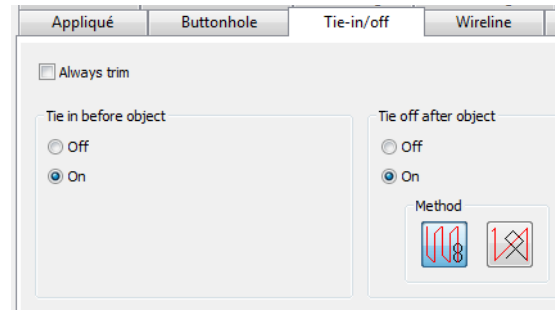 Appliqué
Buttonhole
Tie-in/off
Wireline
Always trim
Tie in before object
Off
On
Tie off after object
Off
On
Method